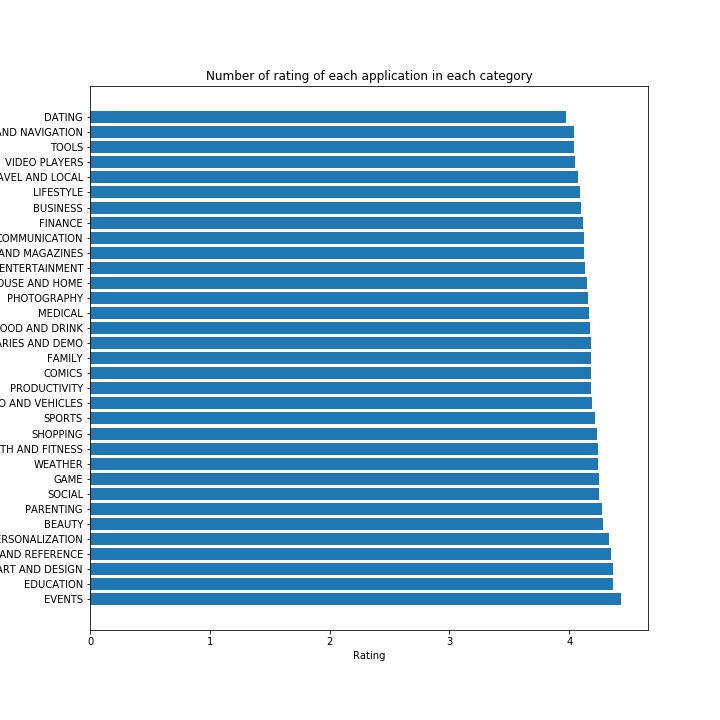 Number of rating of each application in each category
DATING
AND NAVIGATION
TOOLS
VIDEO PLAYERS
AVEL AND LOCAL
LIFESTYLE
BUSINESS
FINANCE
COMMUNICATION
AND MAGAZINES
ENTERTAINMENT
OUSE AND HOME
PHOTOGRAPHY
MEDICAL
OOD AND DRINK
ARIES AND DEMO
FAMILY
COMICS
PRODUCTIVITY
O AND VEHICLES
SPORTS
SHOPPING
TH AND FITNESS
WEATHER
GAME
SOCIAL
PARENTING
BEAUTY
ERSONALIZATION
AND REFERENCE
ART AND DESIGN
EDUCATION
EVENTS
0 1 2 3 4
Rating